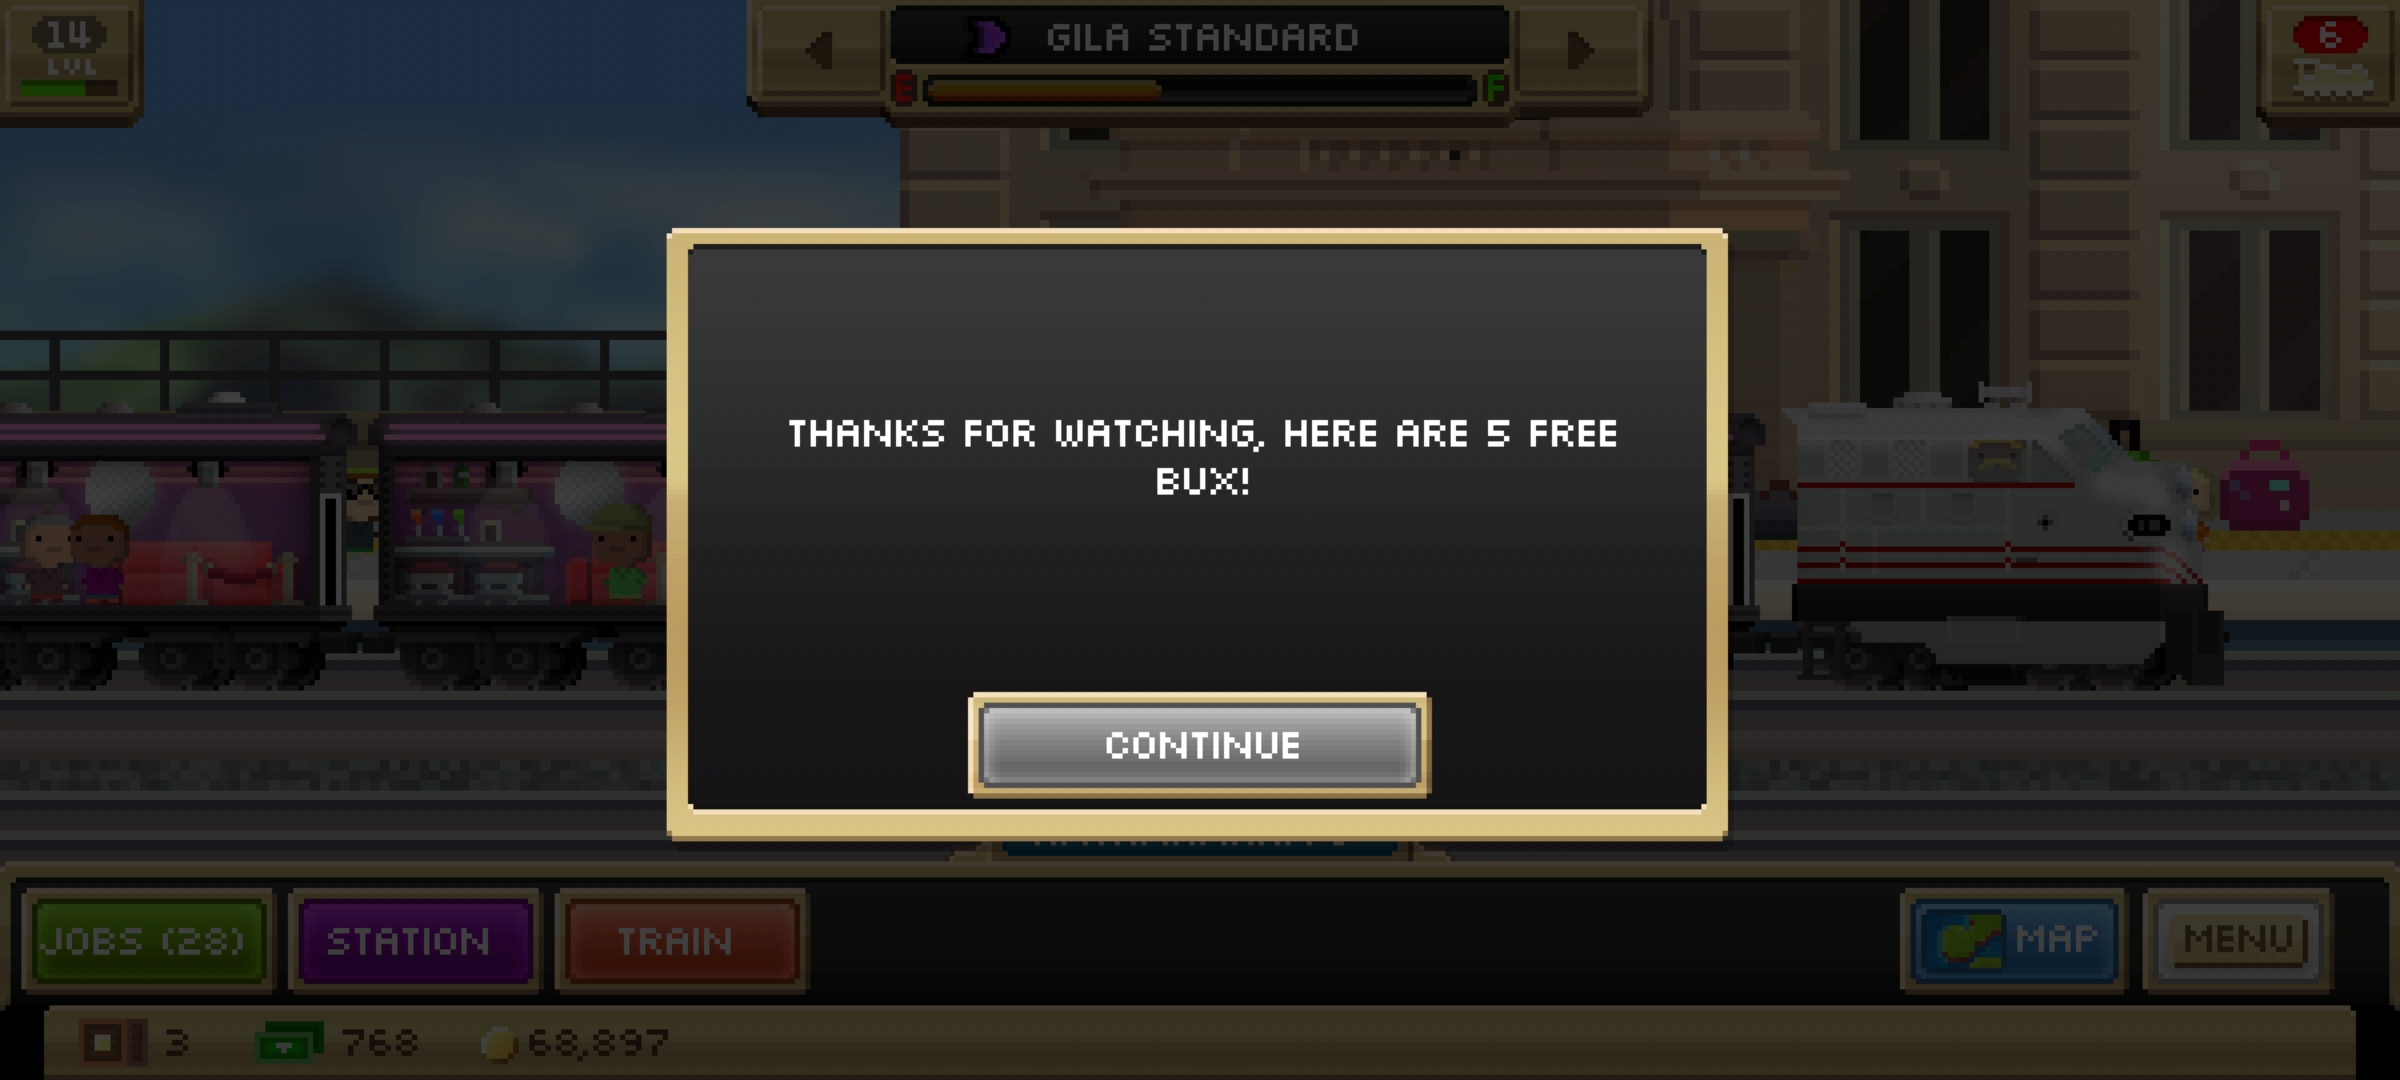 14
LVL
GILA STANDARD
E
F
6
THANKS FOR WATCHING, HERE ARE 5 FREE
BUX!
CONTINUE
JOBS (28)
STATION
TRAIN
MAP
MENU
3
768
68,897